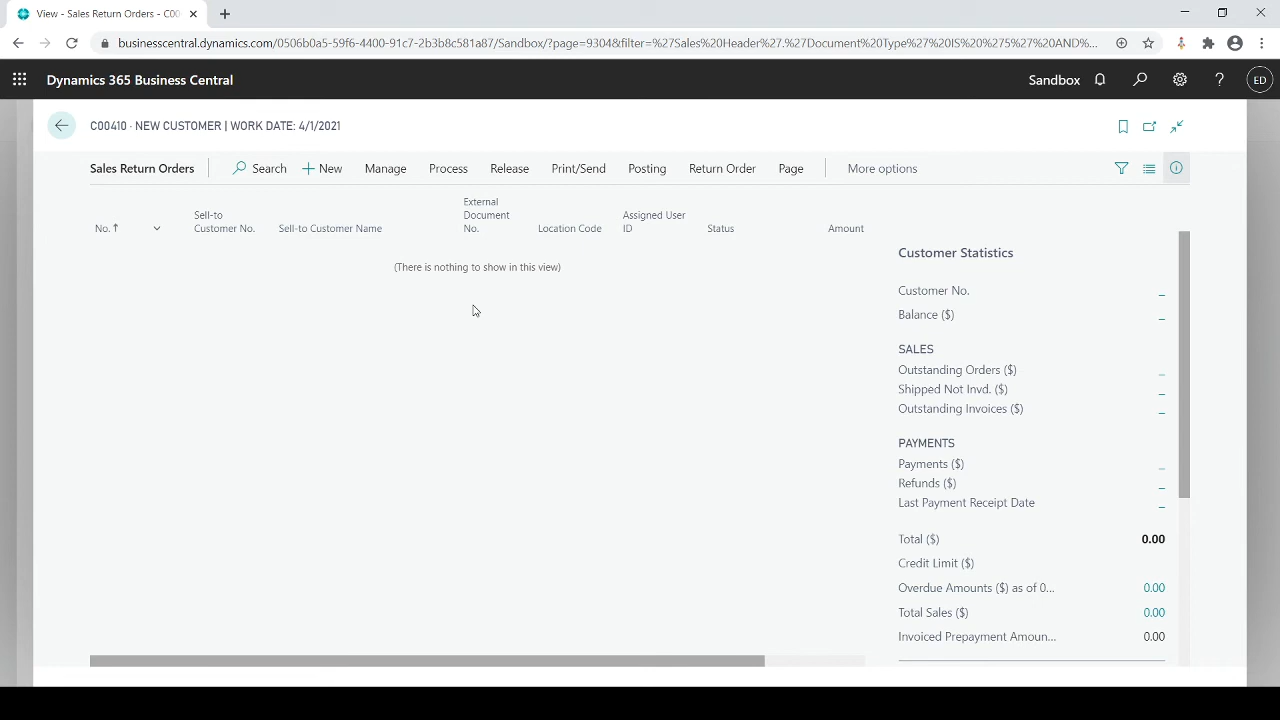 View - Sales Return Orders - C00
businesscentral.dynamics.com/0506b0a5-59f6-4400-91c7-2b3b8c581a87/Sandbox/?page=9304&filter=%27Sales%20Header%27.%27Document%20Type%27%20IS%20%275%27%20AND%...
Dynamics 365 Business Central
Sandbox
?
ED
C00410 · NEW CUSTOMER | WORK DATE: 4/1/2021
Sales Return Orders
Search
New
Manage
Process
Release
Print/Send
Posting
Return Order
Page
More options
No. ↑
Sell-to
Customer No.
Sell-to Customer Name
External
Document
No.
Location Code
Assigned User
ID
Status
Amount
(There is nothing to show in this view)
Customer Statistics
Customer No. _
Balance ($) _
SALES
Outstanding Orders ($) _
Shipped Not Invd. ($) _
Outstanding Invoices ($) _
PAYMENTS
Payments ($) _
Refunds ($) _
Last Payment Receipt Date _
Total ($) 0.00
Credit Limit ($)
Overdue Amounts ($) as of 0... 0.00
Total Sales ($) 0.00
Invoiced Prepayment Amoun... 0.00